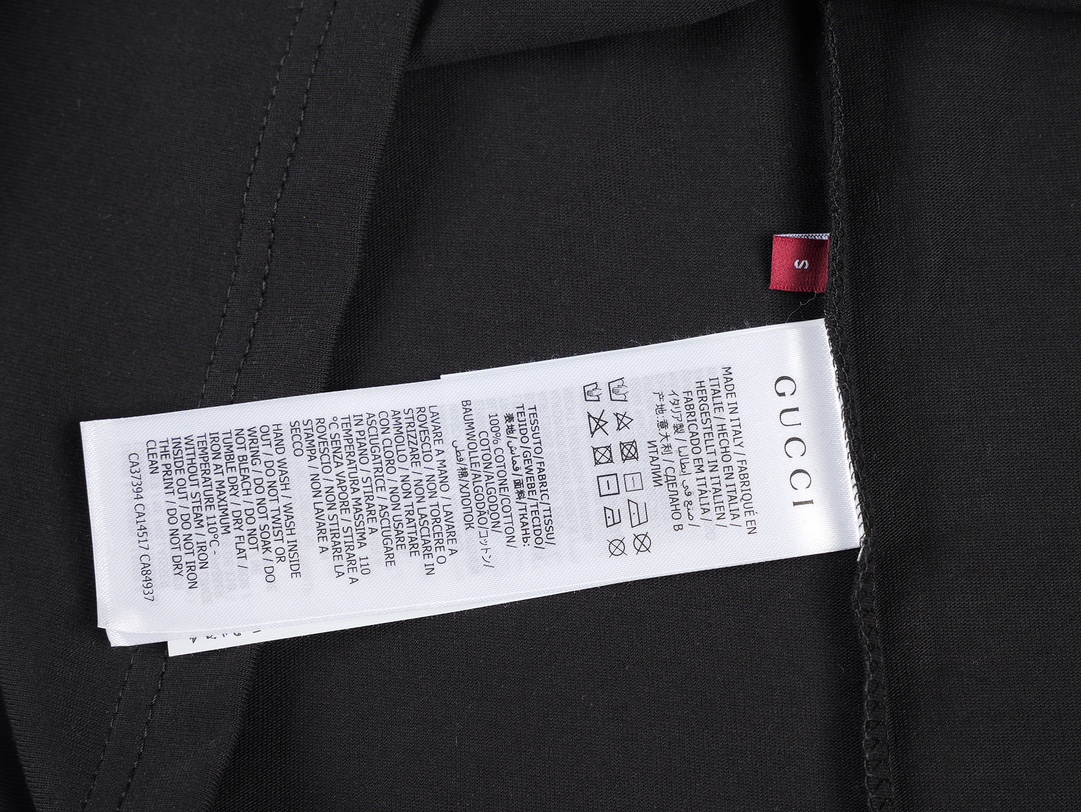 S
GUCCI
MADE IN ITALY / FABRIQUÉ EN
ITALIE / HECHO EN ITALIA /
HERGESTELLT IN ITALIEN /
FABRICADO EM ITÁLIA /
イタリア製 / صنع في إيطاليا /
产地:意大利 / СДЕЛАНО В
ИТАЛИИ
TESSUTO/FABRIC/TISSU/
TEJIDO/GEWEBE/TECIDO/
表地/قماش/面料/ТКАНЬ:
100% COTONE/COTTON/
COTON/ALGODON/
BAUMWOLLE/ALGODÃO/コットン/
قطن/棉/ХЛОПОК
LAVARE A MANO / LAVARE A
ROVESCIO / NON TORCERE O
STRIZZARE / NON LASCIARE IN
AMMOLLO / NON TRATTARE
CON CLORO / NON USARE
ASCIUGATRICE / ASCIUGARE
IN PIANO / STIRARE A
TEMPERATURA MASSIMA 110
°C SENZA VAPORE / STIRARE A
ROVESCIO / NON STIRARE LA
STAMPA / NON LAVARE A
SECCO
HAND WASH / WASH INSIDE
OUT / DO NOT TWIST OR
WRING / DO NOT SOAK / DO
NOT BLEACH / DO NOT
TUMBLE DRY / DRY FLAT /
IRON AT MAXIMUM
TEMPERATURE 110°C -
WITHOUT STEAM / IRON
INSIDE OUT / DO NOT IRON
THE PRINT / DO NOT DRY
CLEAN
CA37394 CA14517 CA84937